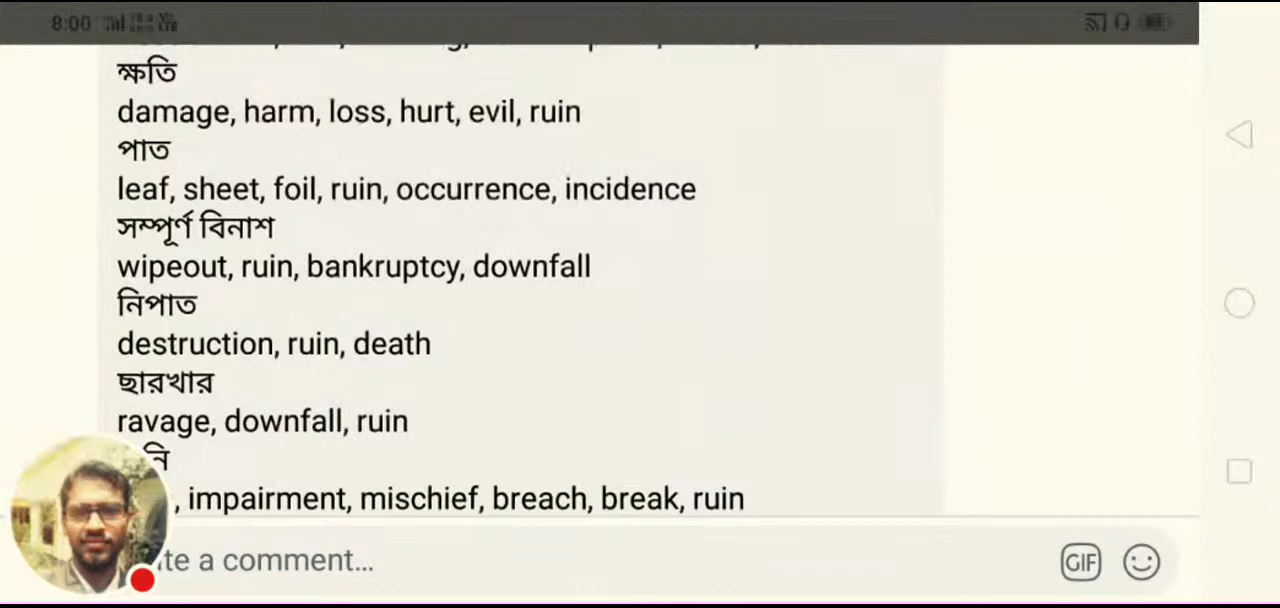 8:00
ক্ষতি
damage, harm, loss, hurt, evil, ruin
পাত
leaf, sheet, foil, ruin, occurrence, incidence
সম্পূর্ণ বিনাশ
wipeout, ruin, bankruptcy, downfall
নিপাত
destruction, ruin, death
ছারখার
ravage, downfall, ruin
, impairment, mischief, breach, break, ruin
a comment...
GIF